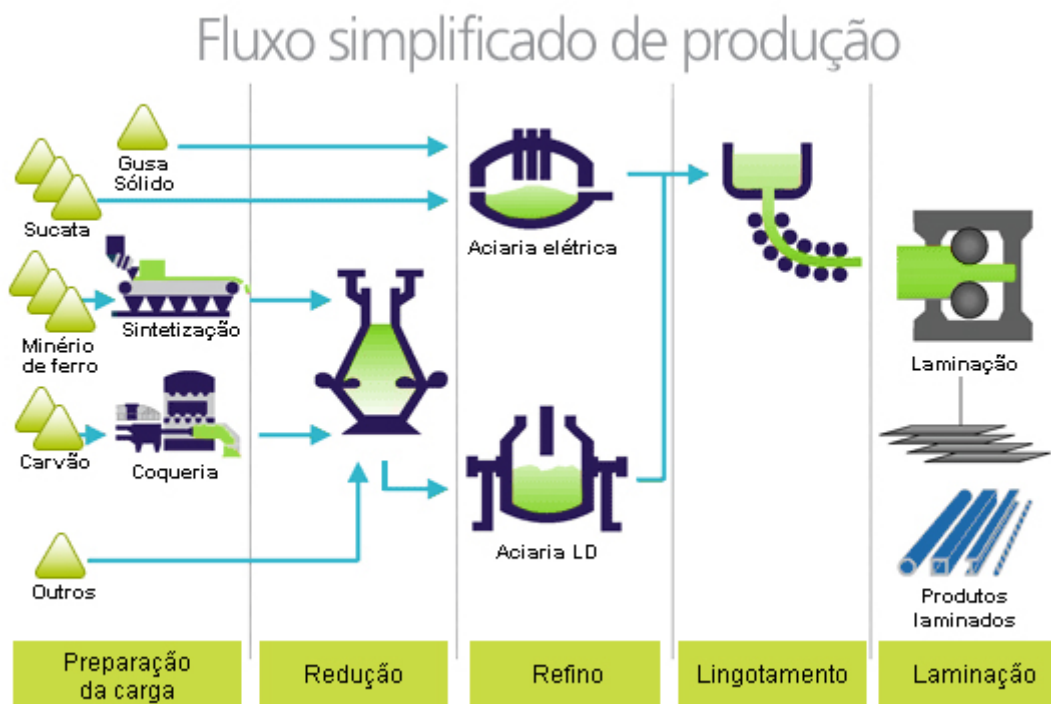 Fluxo simplificado de produção
Gusa
Sólido
Sucata
Aciaria elétrica
Minério
de ferro
Sintetização
Laminação
Carvão
Coqueria
Aciaria LD
Outros
Produtos
laminados
Preparação
da carga
Redução
Refino
Lingotamento
Laminação